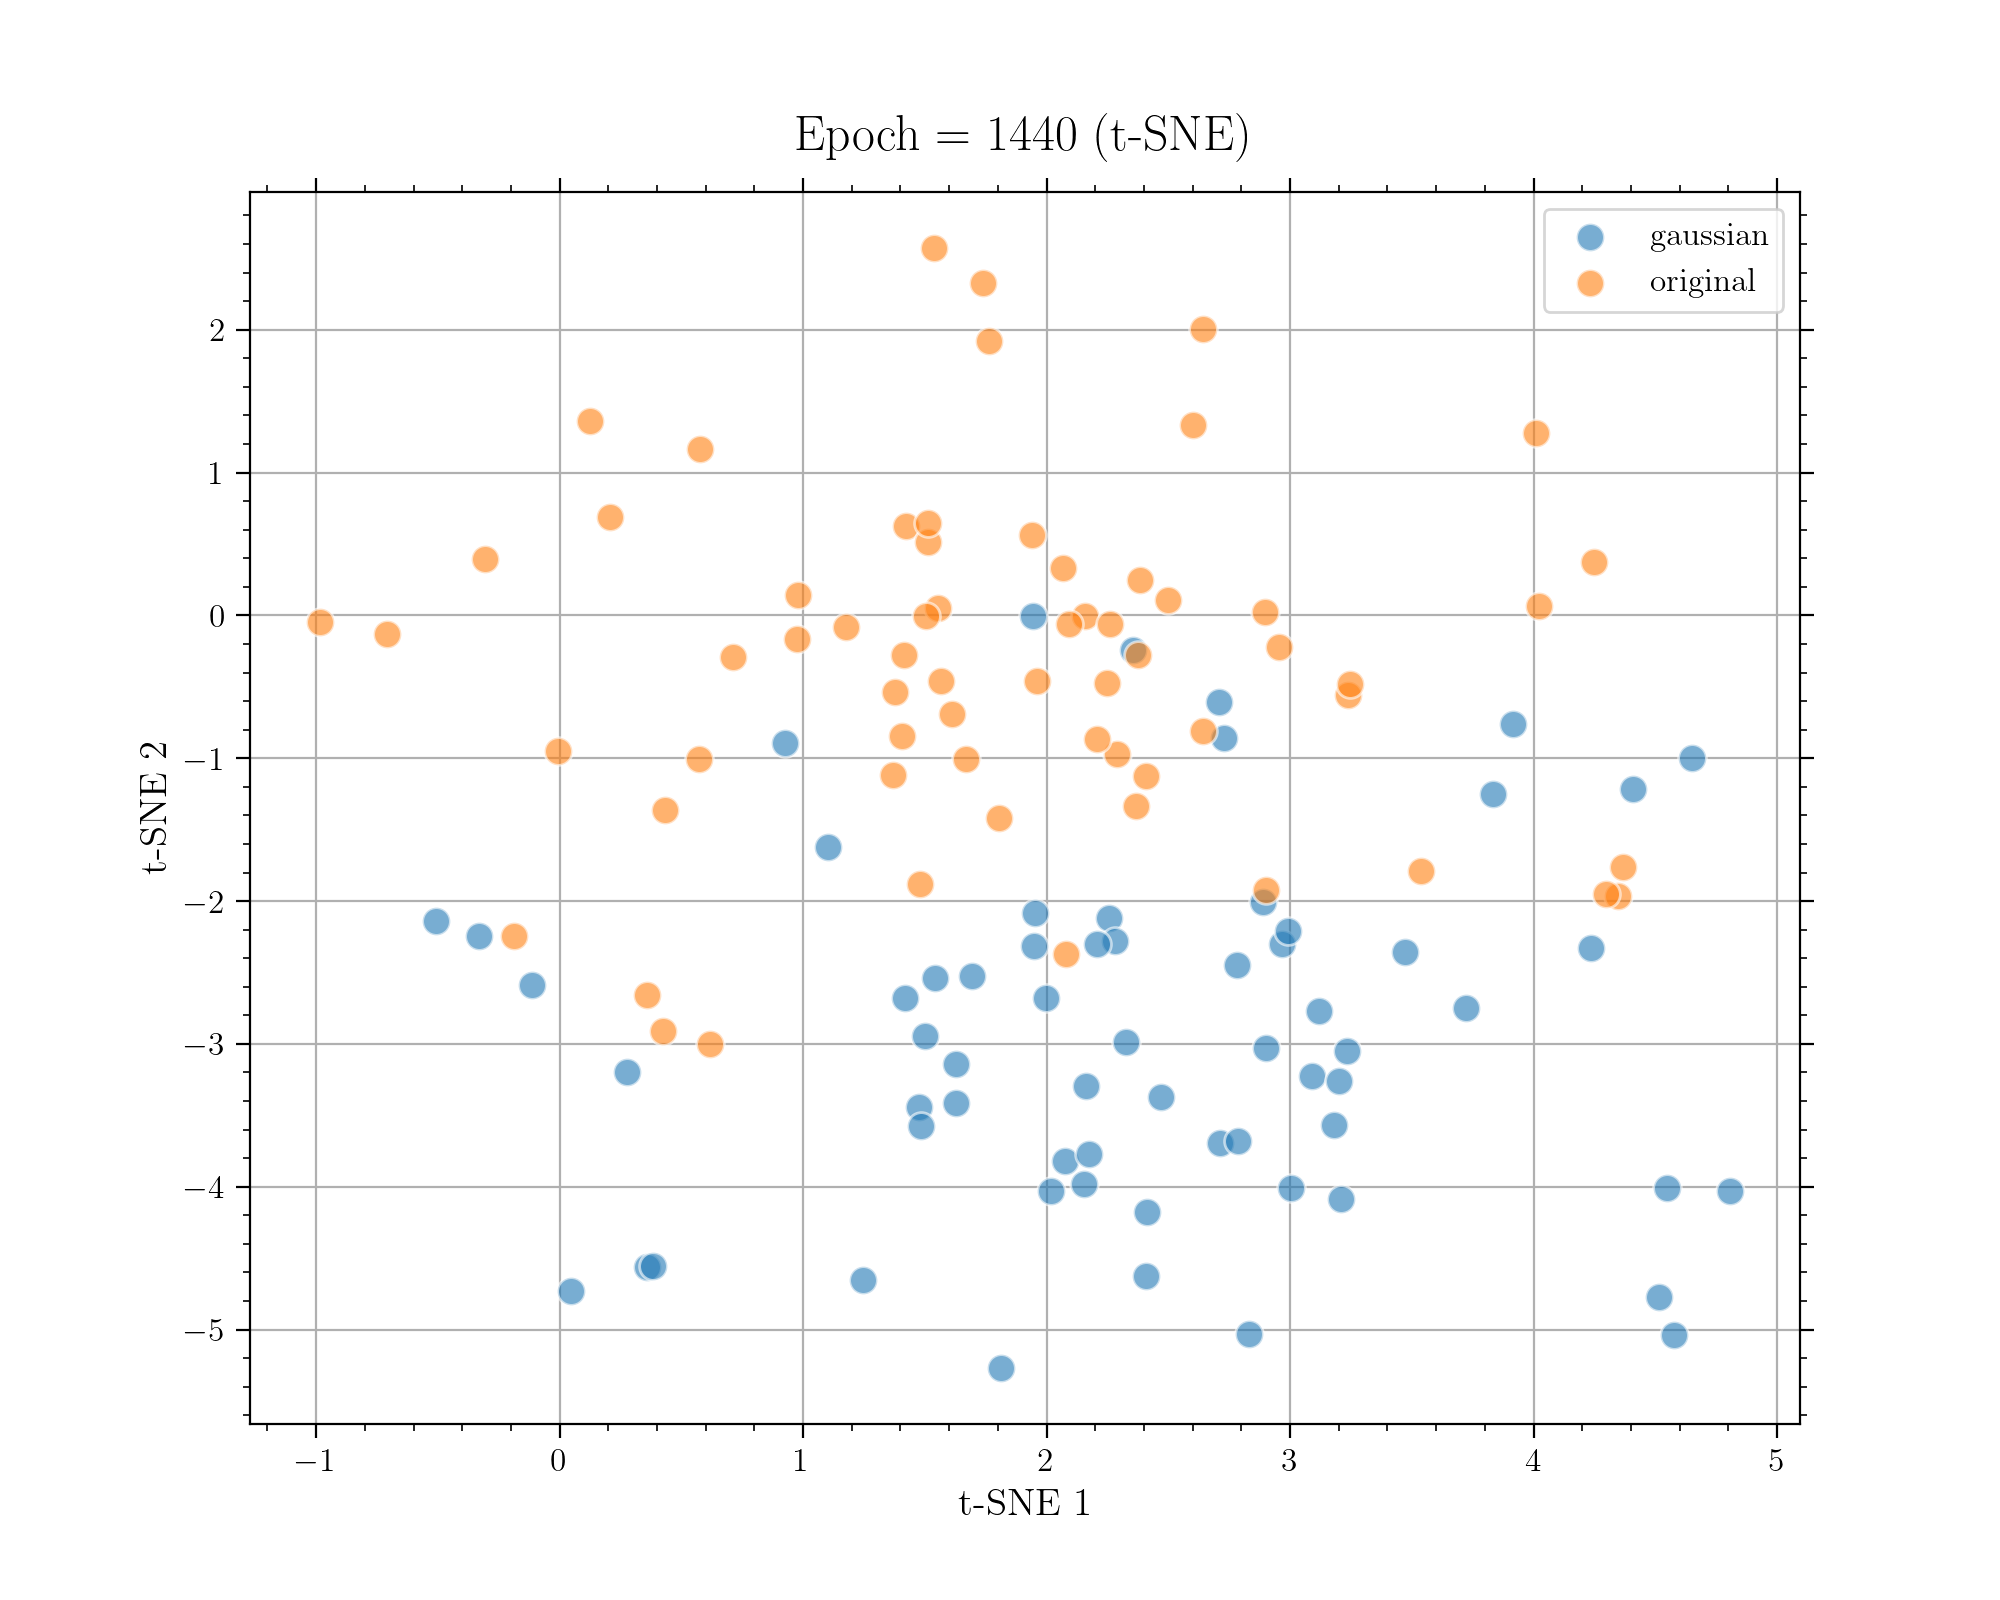 Epoch = 1440 (t-SNE)
gaussian
original
2
1
0
−1
−2
−3
−4
−5
t-SNE 2
−1 0 1 2 3 4 5
t-SNE 1